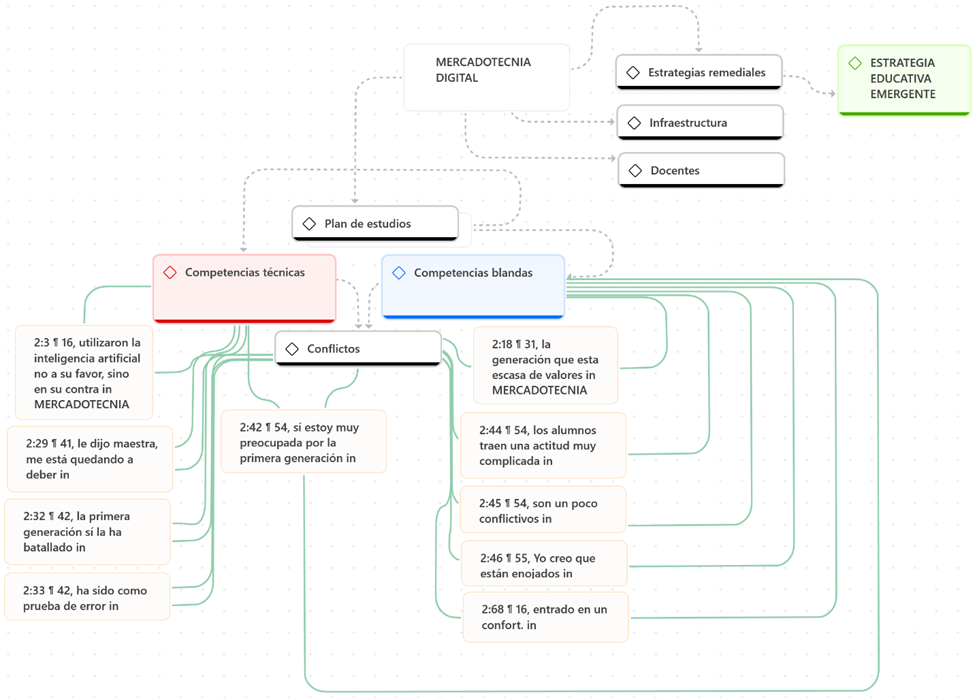 MERCADOTECNIA
DIGITAL
Estrategias remediales
ESTRATEGIA
EDUCATIVA
EMERGENTE
Infraestructura
Docentes
Plan de estudios
Competencias técnicas
Competencias blandas
Conflictos
2:3 ¶ 16, utilizaron la
inteligencia artificial
no a su favor, sino
en su contra in
MERCADOTECNIA
2:18 ¶ 31, la
generación que esta
escasa de valores in
MERCADOTECNIA
2:42 ¶ 54, sí estoy muy
preocupada por la
primera generación in
2:29 ¶ 41, le dijo maestra,
me está quedando a
deber in
2:44 ¶ 54, los alumnos
traen una actitud muy
complicada in
2:32 ¶ 42, la primera
generación sí la ha
batallado in
2:45 ¶ 54, son un poco
conflictivos in
2:46 ¶ 55, Yo creo que
están enojados in
2:33 ¶ 42, ha sido como
prueba de error in
2:68 ¶ 16, entrado en un
confort. in